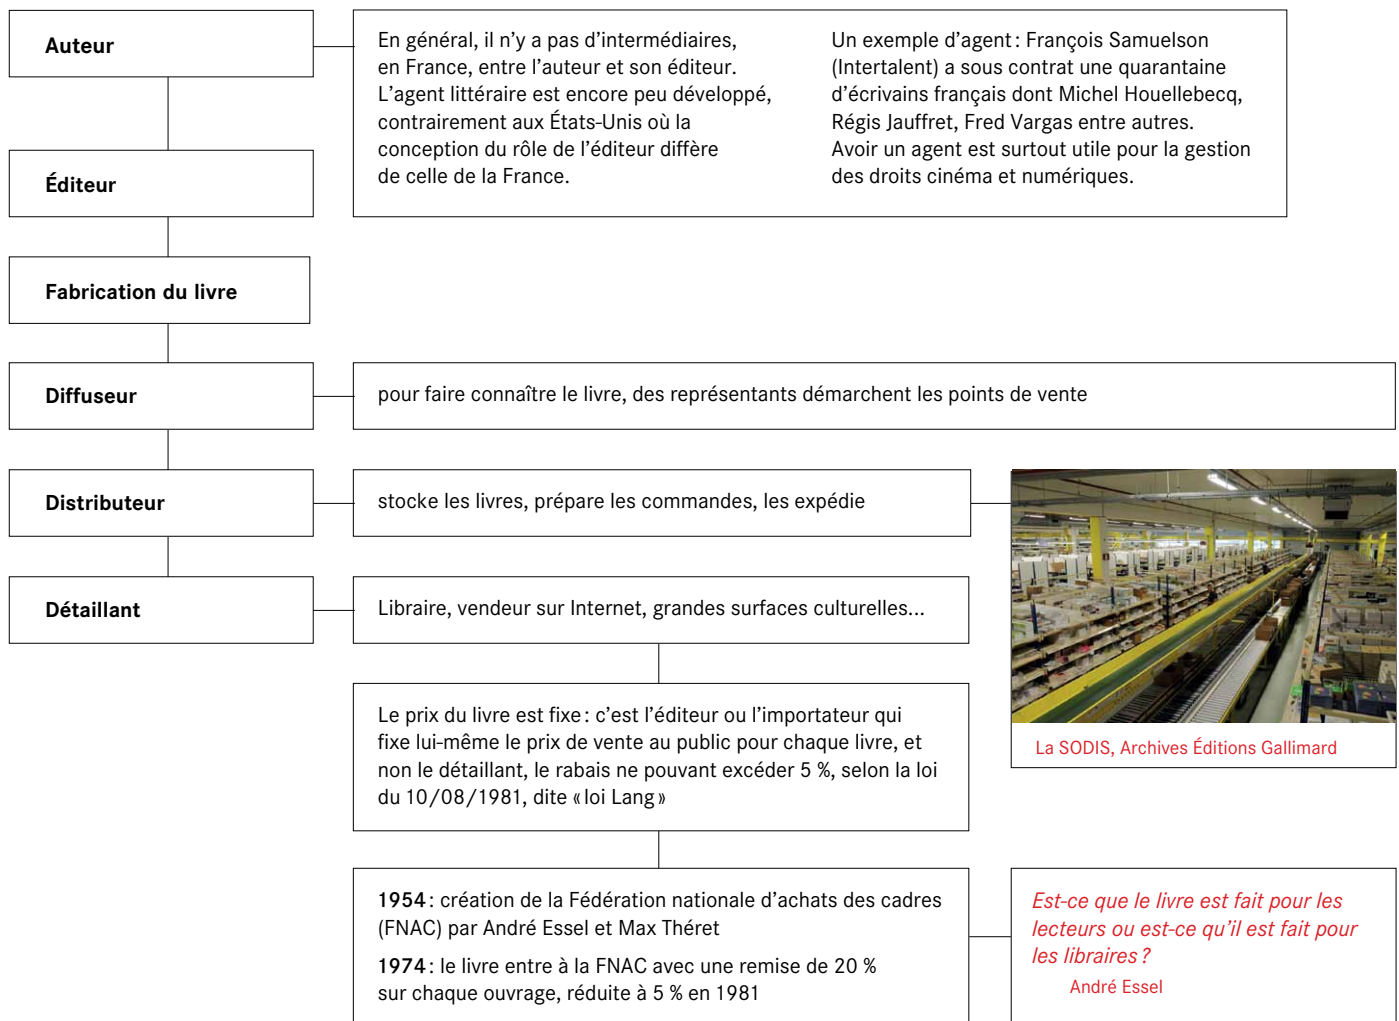 Auteur
En général, il n'y a pas d'intermédiaires,
en France, entre l'auteur et son éditeur.
L'agent littéraire est encore peu développé,
contrairement aux États-Unis où la
conception du rôle de l'éditeur diffère
de celle de la France.
Un exemple d'agent : François Samuelson
(Intertalent) a sous contrat une quarantaine
d'écrivains français dont Michel Houellebecq,
Régis Jauffret, Fred Vargas entre autres.
Avoir un agent est surtout utile pour la gestion
des droits cinéma et numériques.
Éditeur
Fabrication du livre
Diffuseur
pour faire connaître le livre, des représentants démarchent les points de vente
Distributeur
stocke les livres, prépare les commandes, les expédie
La SODIS, Archives Éditions Gallimard
Détaillant
Libraire, vendeur sur Internet, grandes surfaces culturelles...
Le prix du livre est fixe : c'est l'éditeur ou l'importateur qui
fixe lui-même le prix de vente au public pour chaque livre, et
non le détaillant, le rabais ne pouvant excéder 5 %, selon la loi
du 10/08/1981, dite « loi Lang »
1954 : création de la Fédération nationale d'achats des cadres
(FNAC) par André Essel et Max Théret
1974 : le livre entre à la FNAC avec une remise de 20 %
sur chaque ouvrage, réduite à 5 % en 1981
Est-ce que le livre est fait pour les
lecteurs ou est-ce qu'il est fait pour
les libraires ?
André Essel